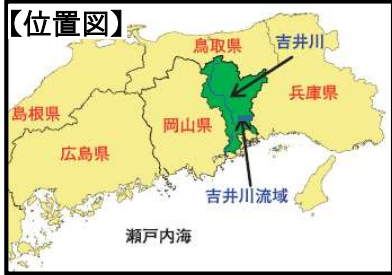 【位置図】
鳥取県
吉井川
兵庫県
島根県
岡山県
広島県
吉井川流域
瀬戸内海